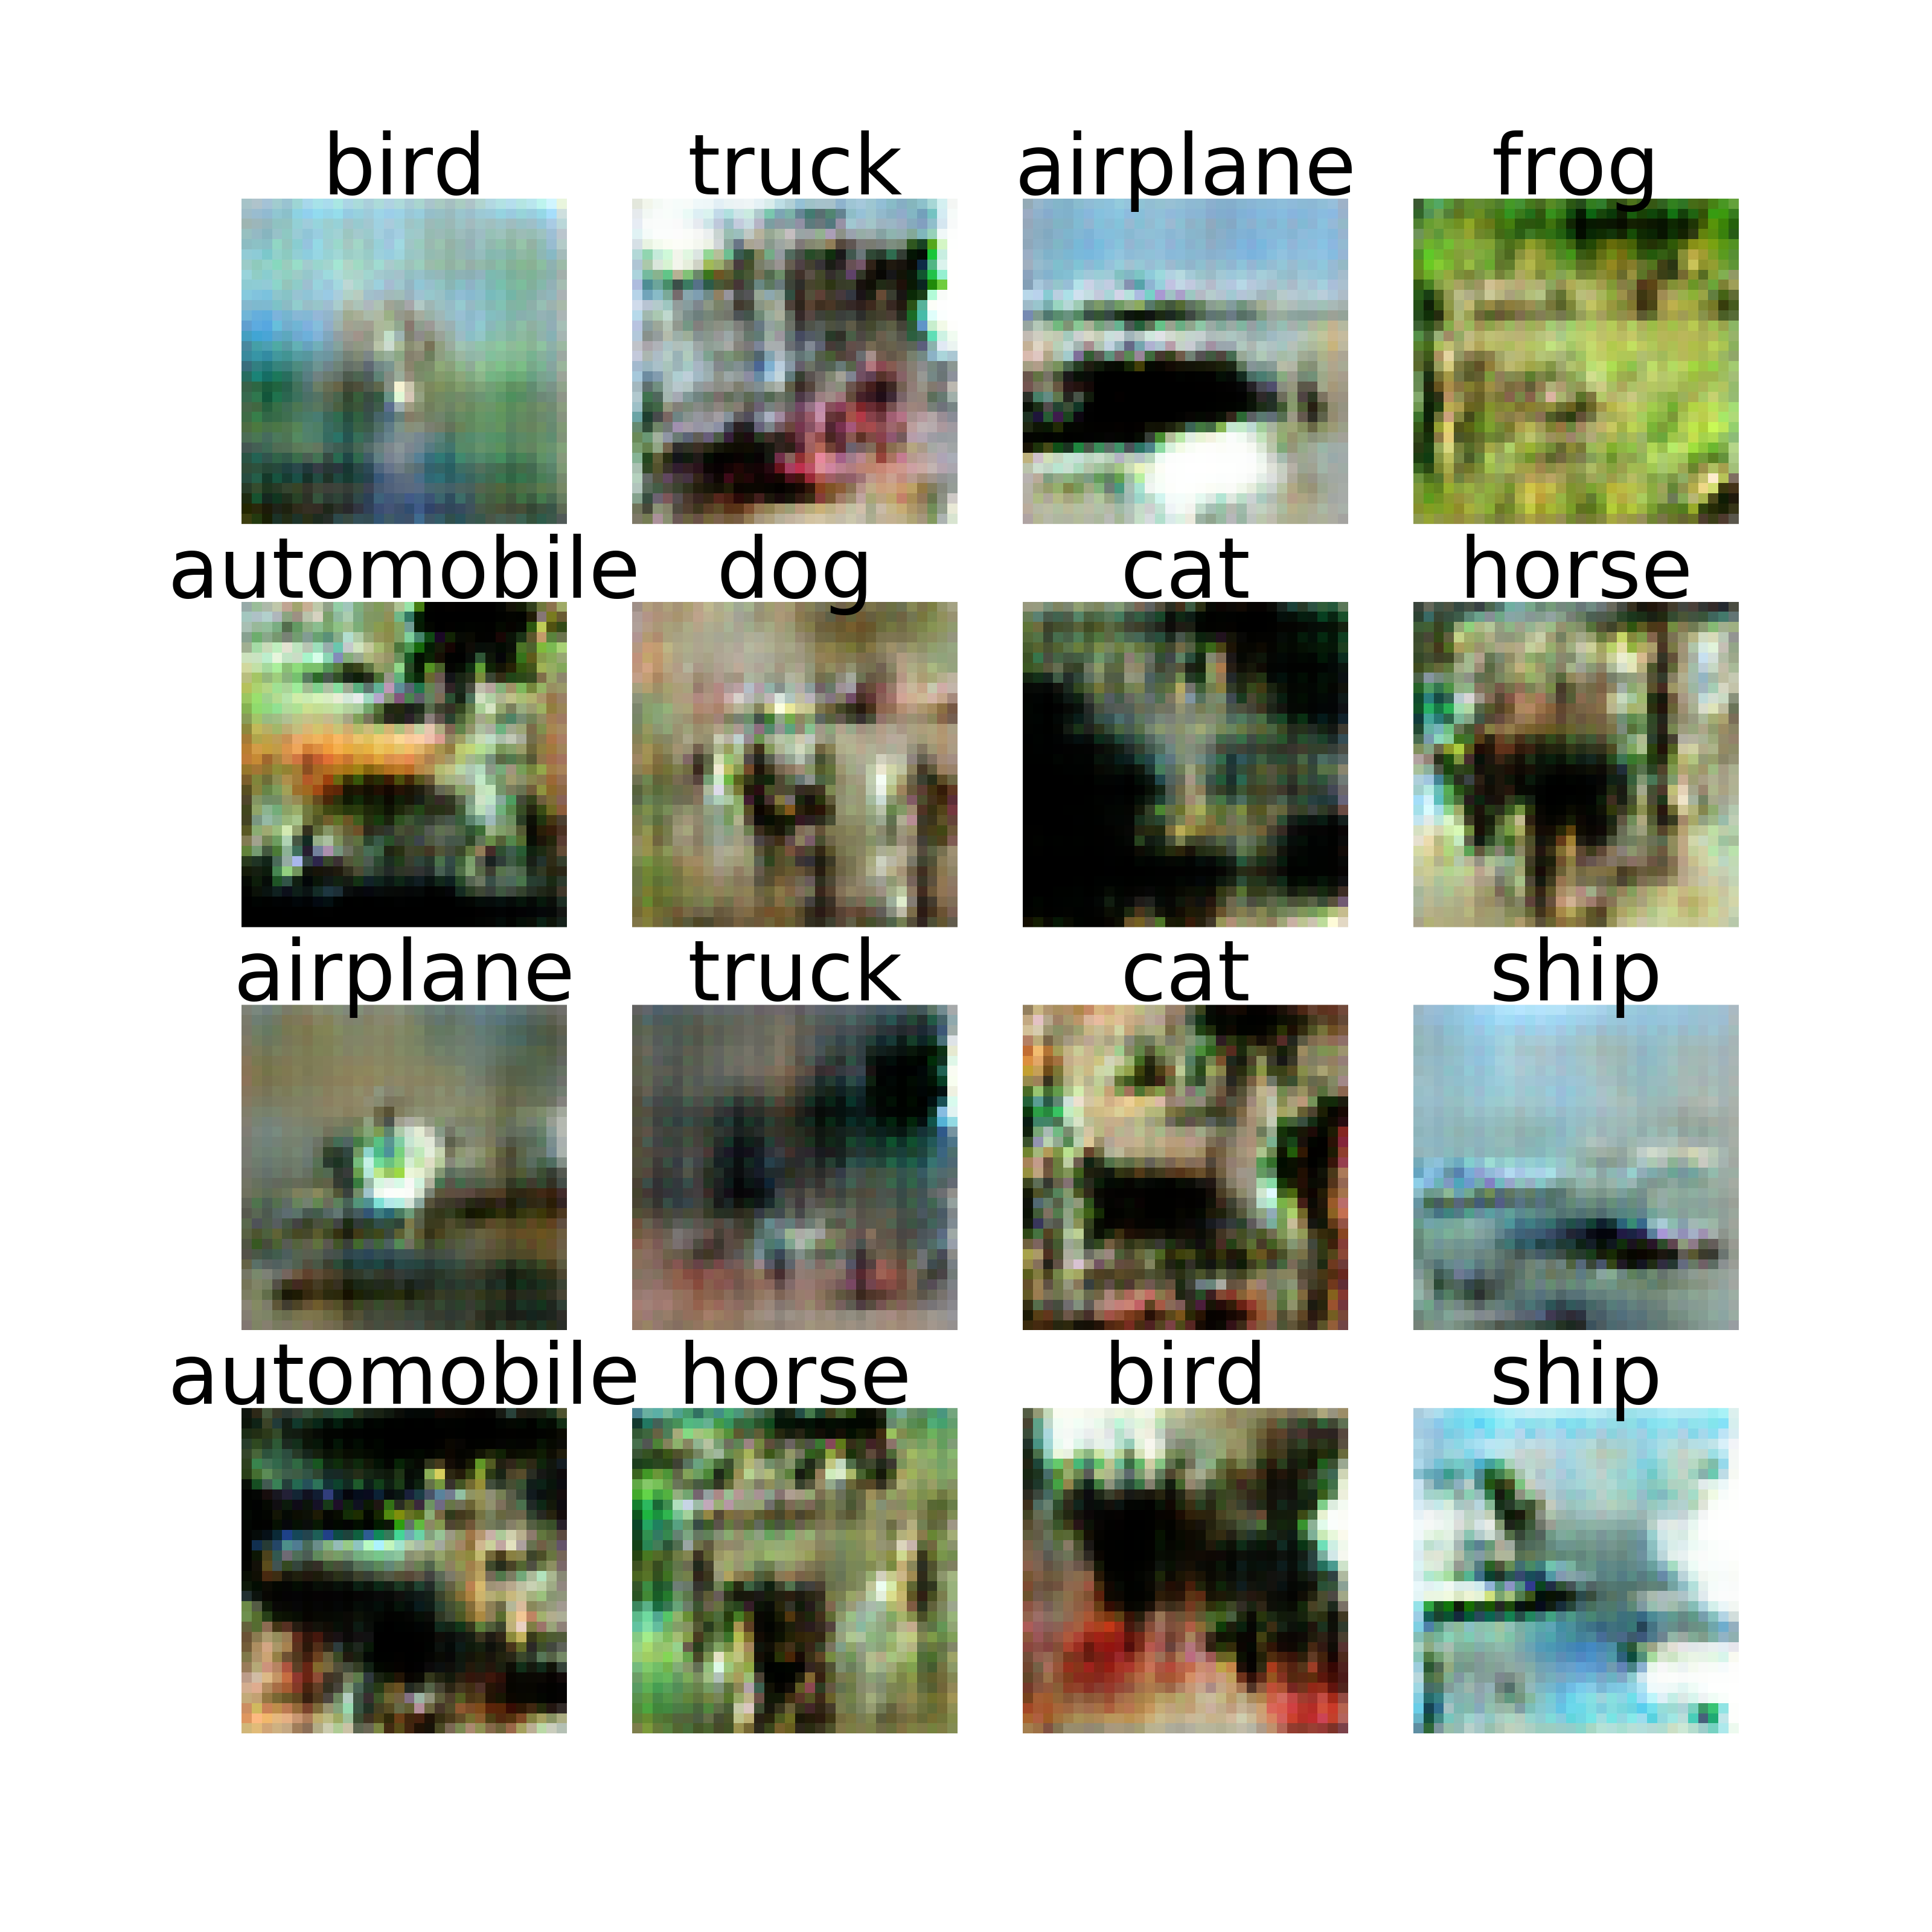 bird truck airplane frog
automobile dog cat horse
airplane truck cat ship
automobile horse bird ship